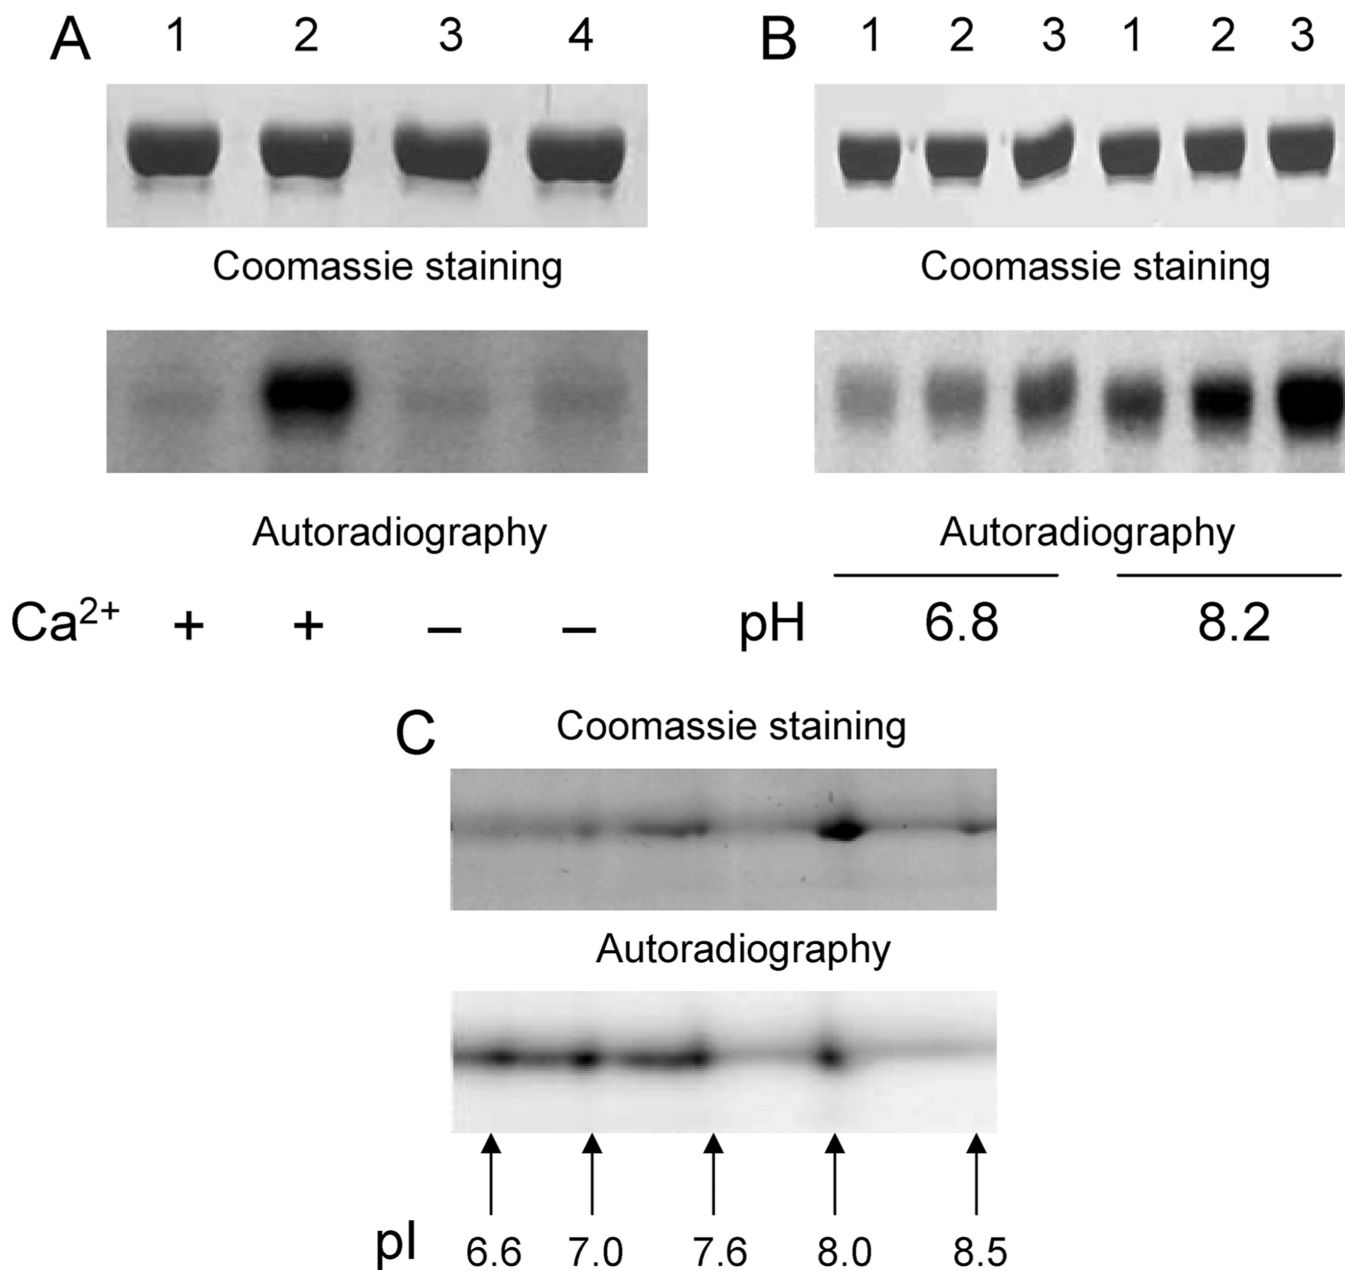 A 1 2 3 4
Coomassie staining
Autoradiography
Ca²⁺ + + – –
B 1 2 3 1 2 3
Coomassie staining
Autoradiography
pH 6.8 8.2
C Coomassie staining
Autoradiography
pI 6.6 7.0 7.6 8.0 8.5